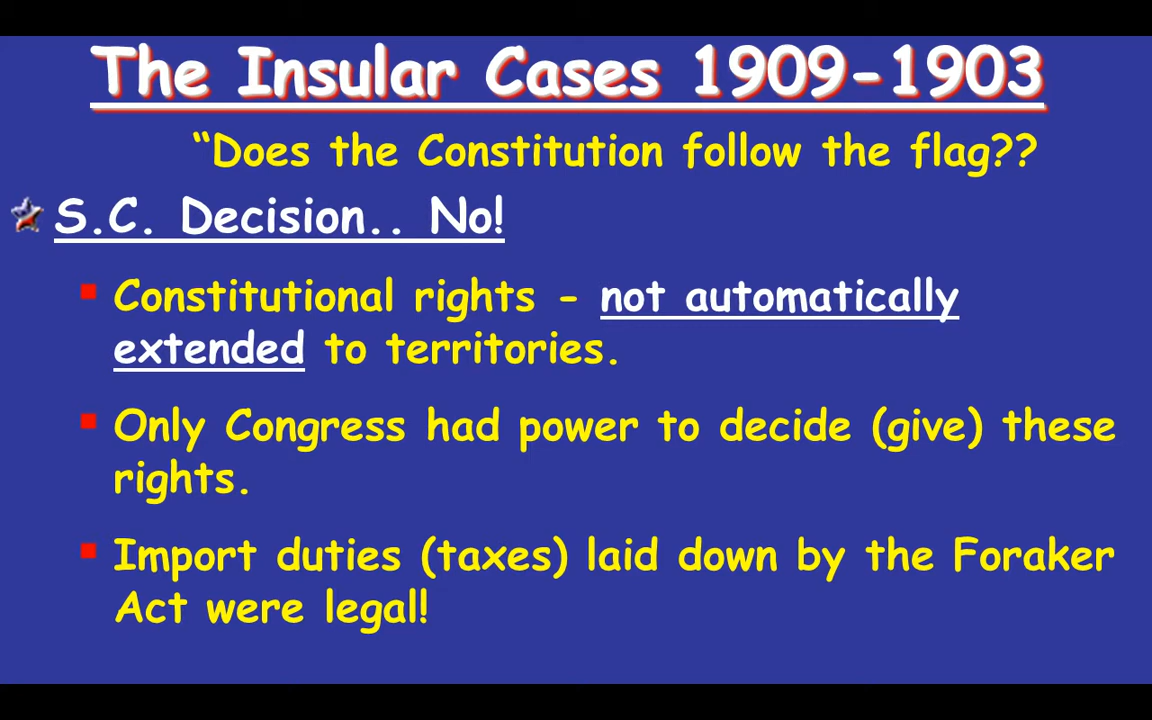 The Insular Cases 1909-1903
“Does the Constitution follow the flag??
S.C. Decision.. No!
Constitutional rights - not automatically
extended to territories.
Only Congress had power to decide (give) these
rights.
Import duties (taxes) laid down by the Foraker
Act were legal!